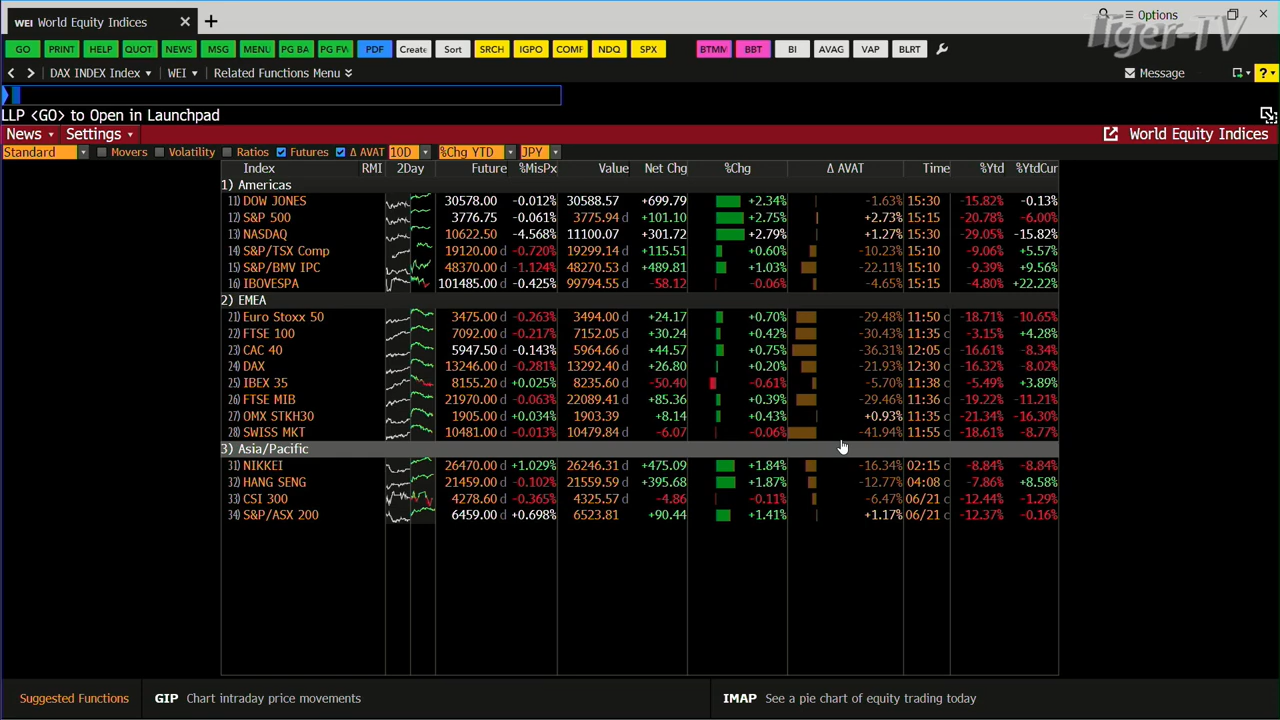 WEI World Equity Indices × + Options
GO PRINT HELP QUOT NEWS MSG MENU PG BA PG FW PDF Create Sort SRCH IGPO COMF NDQ SPX BTMM BBT BI AVAG VAP BLRT
Tiger-TV
DAX INDEX Index WEI Related Functions Menu Message ?
LLP <GO> to Open in Launchpad
News Settings World Equity Indices
Standard Movers Volatility Ratios Futures Δ AVAT 10D %Chg YTD JPY
Index RMI 2Day Future %MisPx Value Net Chg %Chg Δ AVAT Time %Ytd %YtdCur
1) Americas
11) DOW JONES 30578.00 -0.012% 30588.57 +699.79 +2.34% -1.63% 15:30 -15.82% -0.13%
12) S&P 500 3776.75 -0.061% 3775.94 d +101.10 +2.75% +2.73% 15:15 -20.78% -6.00%
13) NASDAQ 10622.50 -4.568% 11100.07 +301.72 +2.79% +1.27% 15:30 -29.05% -15.82%
14) S&P/TSX Comp 19120.00 d -0.720% 19299.14 d +115.51 +0.60% -10.23% 15:10 -9.06% +5.57%
15) S&P/BMV IPC 48370.00 d -1.124% 48270.53 d +489.81 +1.03% -22.11% 15:10 -9.39% +9.56%
16) IBOVESPA 101485.00 d -0.425% 99794.55 d -58.12 -0.06% -4.65% 15:15 -4.80% +22.22%
2) EMEA
21) Euro Stoxx 50 3475.00 d -0.263% 3494.00 d +24.17 +0.70% -29.48% 11:50 c -18.71% -10.65%
22) FTSE 100 7092.00 d -0.217% 7152.05 d +30.24 +0.42% -30.43% 11:35 c -3.15% +4.28%
23) CAC 40 5947.50 d -0.143% 5964.66 d +44.57 +0.75% -36.31% 12:05 c -16.61% -8.34%
24) DAX 13246.00 d -0.281% 13292.40 d +26.80 +0.20% -21.93% 11:30 c -16.32% -8.02%
25) IBEX 35 8155.20 d +0.025% 8235.60 d -50.40 -0.61% -5.70% 11:38 c -5.49% +3.89%
26) FTSE MIB 21970.00 d -0.063% 22089.41 d +85.36 +0.39% -29.46% 11:36 c -19.22% -11.21%
27) OMX STKH30 1905.00 d +0.034% 1903.39 +8.14 +0.43% +0.93% 11:35 c -21.34% -16.30%
28) SWISS MKT 10481.00 d -0.013% 10479.84 d -6.07 -0.06% -41.94% 11:55 c -18.61% -8.77%
3) Asia/Pacific
31) NIKKEI 26470.00 d +1.029% 26246.31 d +475.09 +1.84% -16.34% 02:15 c -8.84% -8.84%
32) HANG SENG 21459.00 d -0.102% 21559.59 d +395.68 +1.87% -12.77% 04:08 c -7.86% +8.58%
33) CSI 300 4278.60 d -0.365% 4325.57 d -4.86 -0.11% -6.47% 06/21 c -12.44% -1.29%
34) S&P/ASX 200 6459.00 d +0.698% 6523.81 +90.44 +1.41% +1.17% 06/21 c -12.37% -0.16%
Suggested Functions GIP Chart intraday price movements IMAP See a pie chart of equity trading today